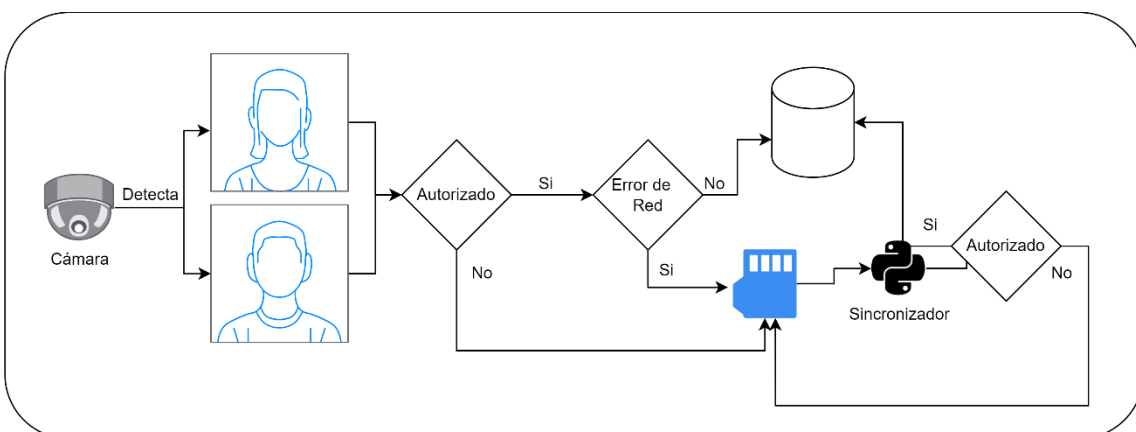 Detecta
Cámara
Autorizado
Si
No
Error de
Red
No
Si
Sincronizador
Si
Autorizado
No